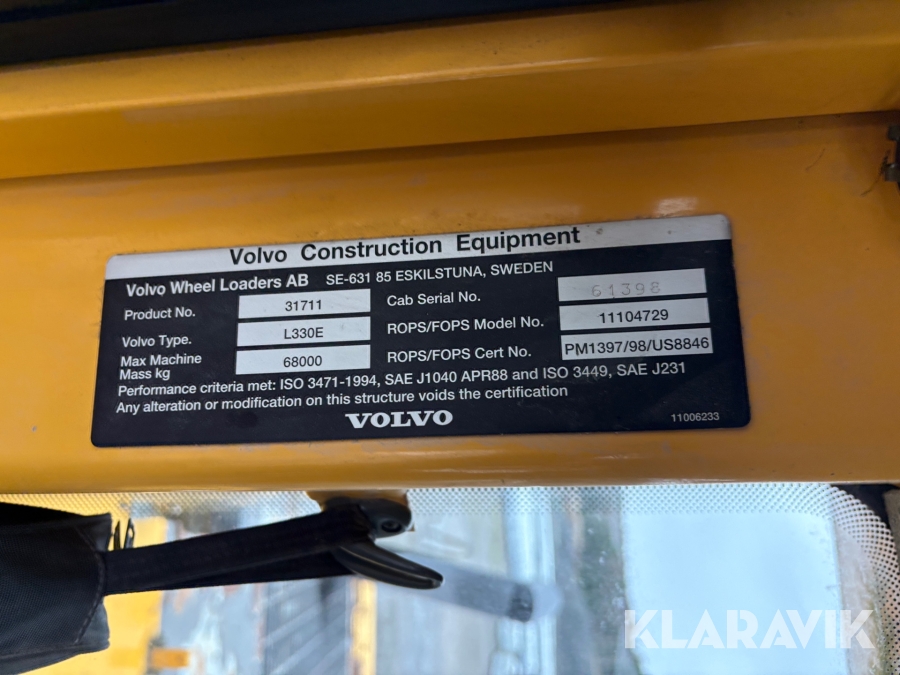 Volvo Construction Equipment
Volvo Wheel Loaders AB SE-631 85 ESKILSTUNA, SWEDEN
Product No. 31711 Cab Serial No. 61398
Volvo Type. L330E ROPS/FOPS Model No. 11104729
Max Machine Mass kg 68000 ROPS/FOPS Cert No. PM1397/98/US8846
Performance criteria met: ISO 3471-1994, SAE J1040 APR88 and ISO 3449, SAE J231
Any alteration or modification on this structure voids the certification
VOLVO 11006233
KLARAVIK